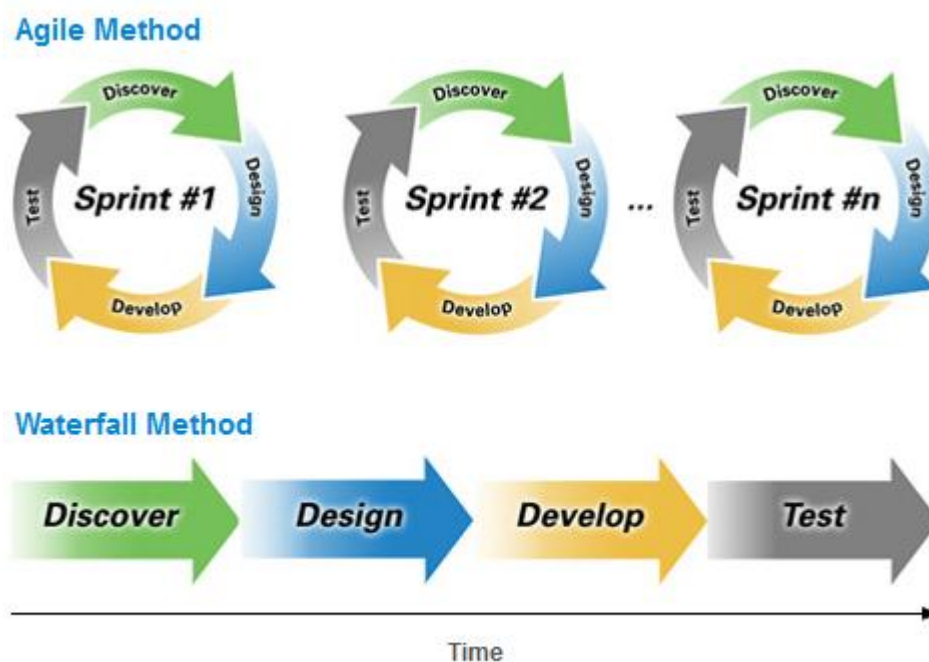 Agile Method
Discover
Design
Develop
Test
Sprint #1
Discover
Design
Develop
Test
Sprint #2
...
Discover
Design
Develop
Test
Sprint #n
Waterfall Method
Discover
Design
Develop
Test
Time